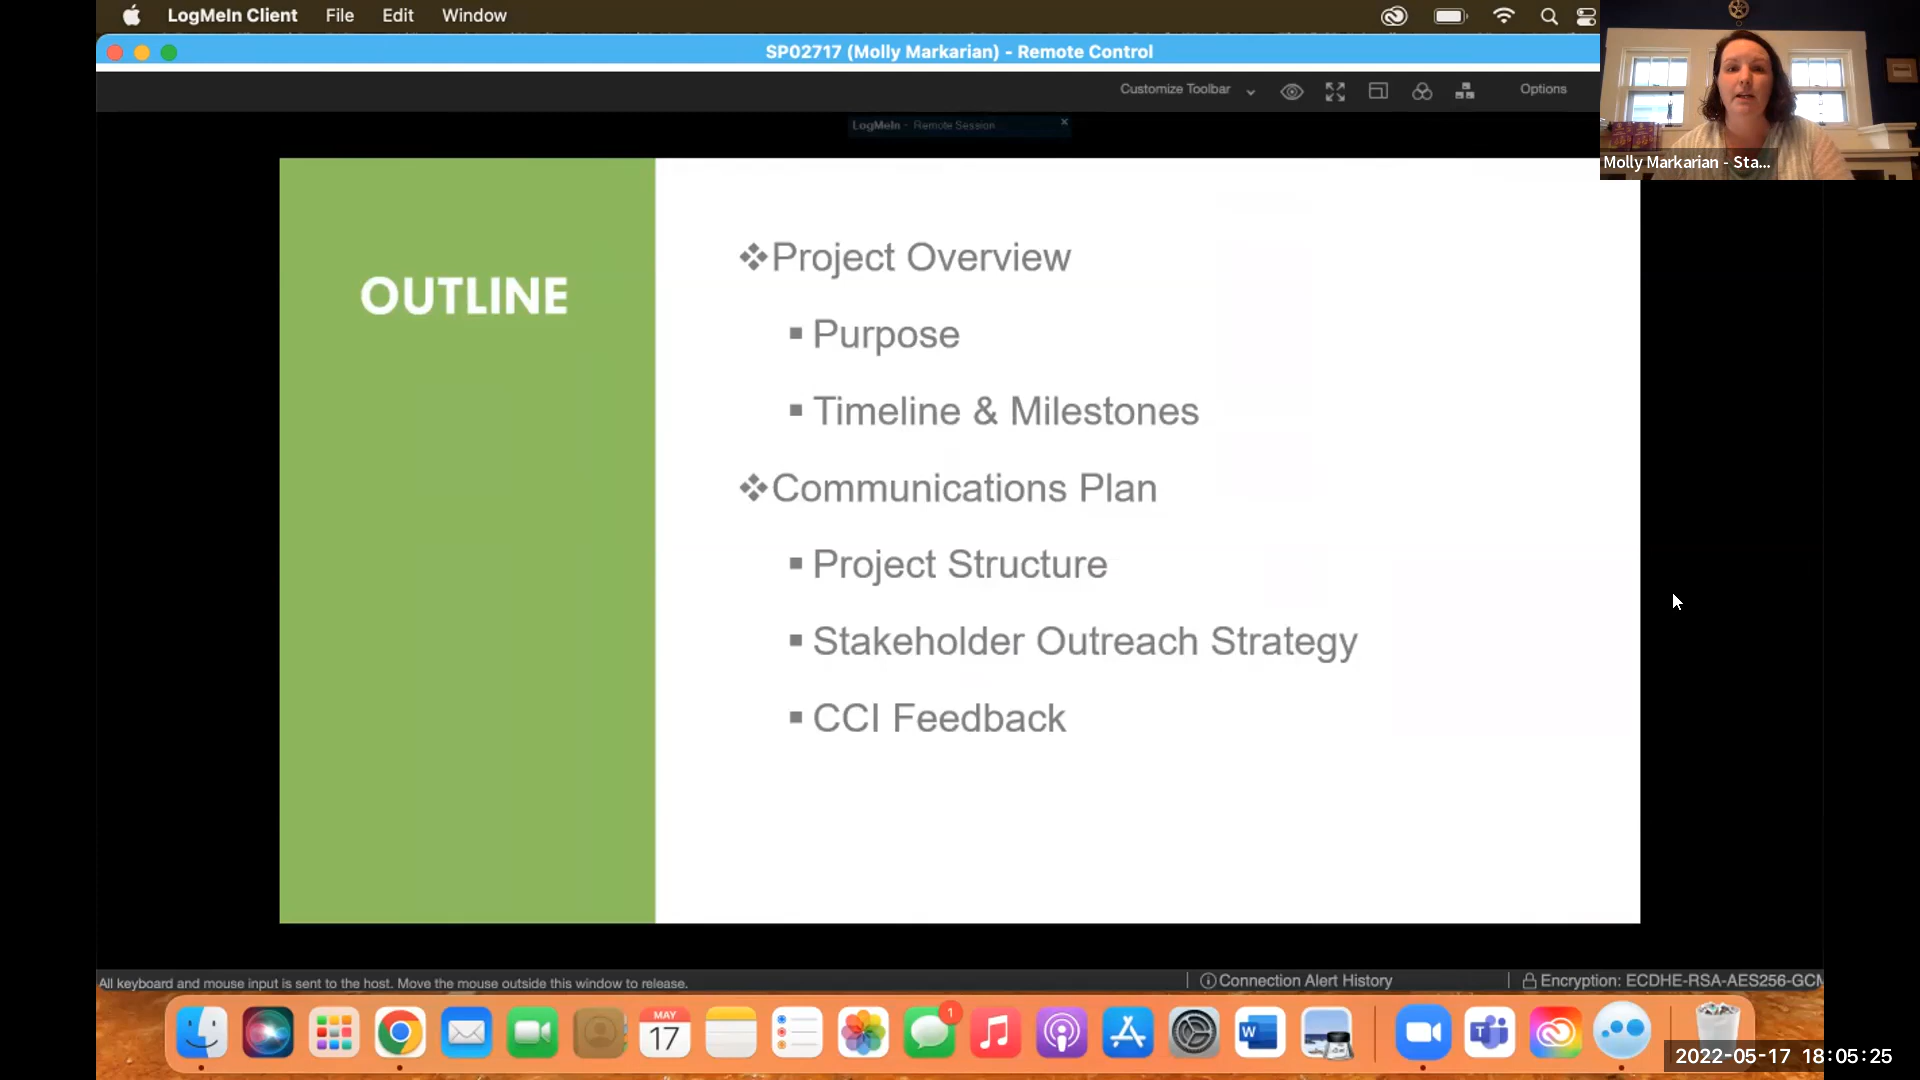 LogMeIn Client File Edit Window
SP02717 (Molly Markarian) - Remote Control
Customize Toolbar Options
LogMeIn - Remote Session...
Molly Markarian - Sta...
OUTLINE
❖Project Overview
▪ Purpose
▪ Timeline & Milestones
❖Communications Plan
▪ Project Structure
▪ Stakeholder Outreach Strategy
▪ CCI Feedback
All keyboard and mouse input is sent to the host. Move the mouse outside this window to release.
Connection Alert History
Encryption: ECDHE-RSA-AES256-GCM
MAY
17
1
W
2022-05-17 18:05:25